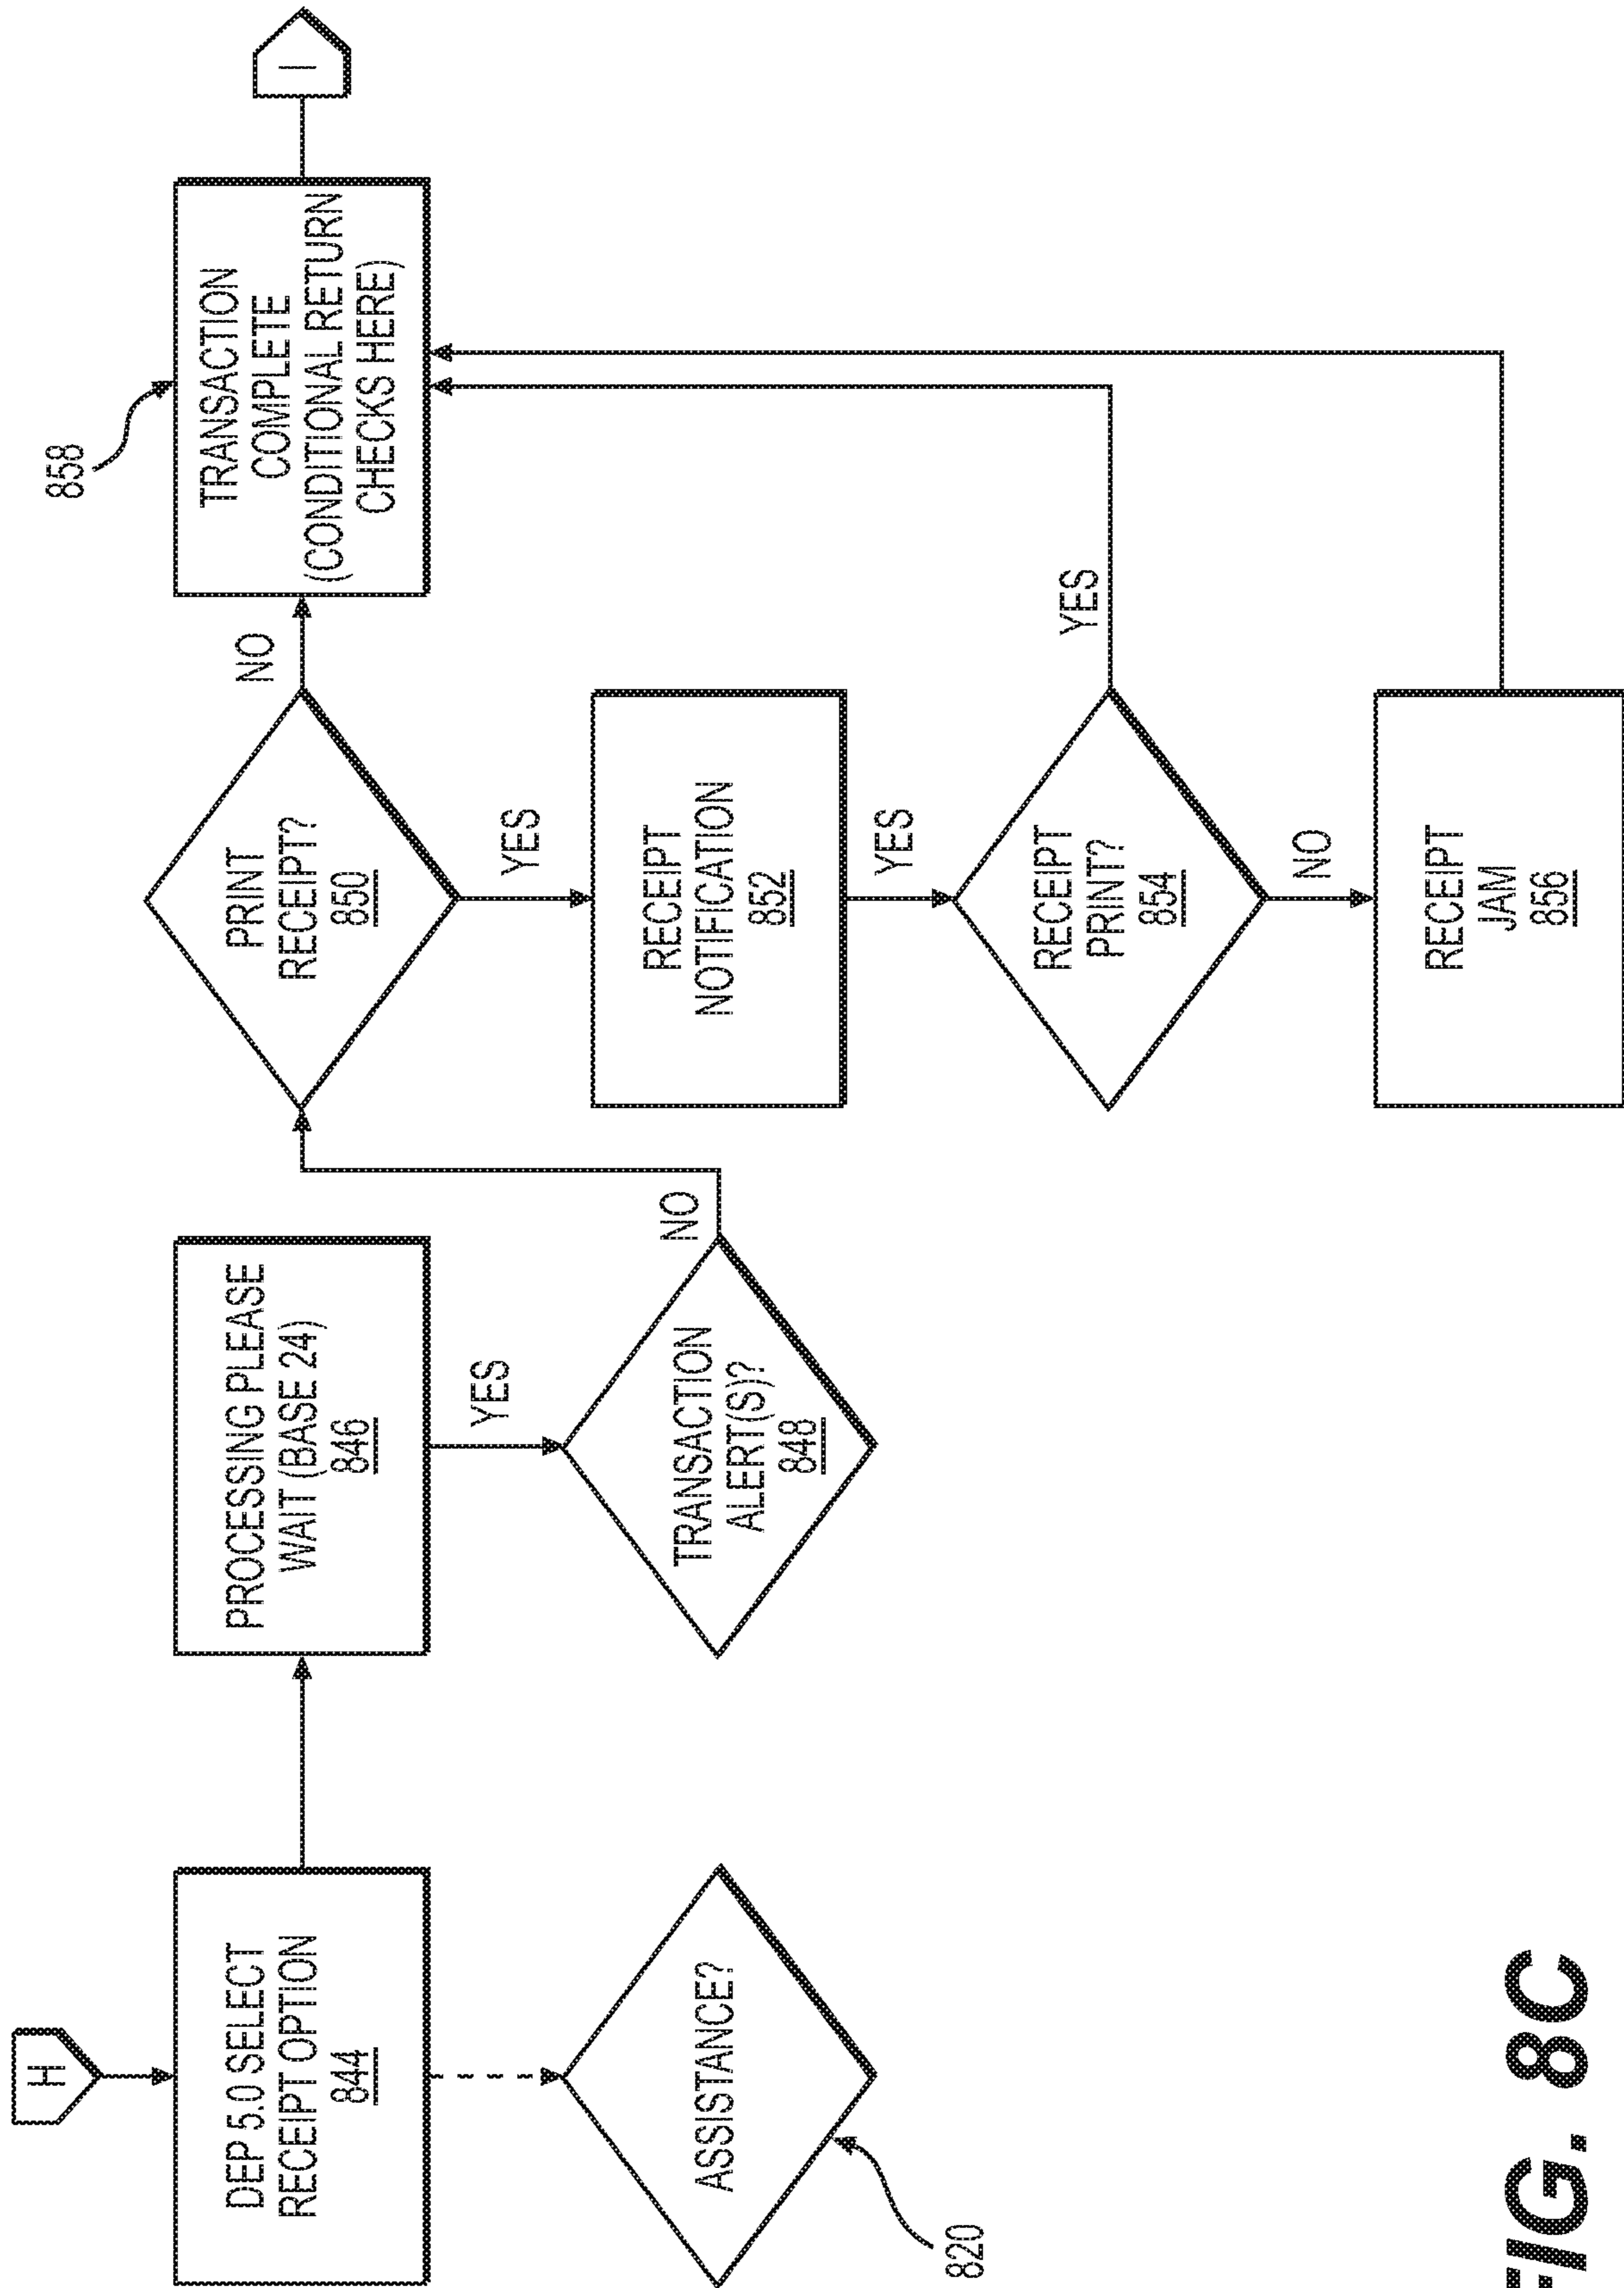 H
DEP 5.0 SELECT
RECEIPT OPTION
844
ASSISTANCE?
820
PROCESSING PLEASE
WAIT (BASE 24)
846
YES
TRANSACTION
ALERT(S)?
848
NO
PRINT
RECEIPT?
850
NO
YES
RECEIPT
NOTIFICATION
852
YES
RECEIPT
PRINT?
854
YES
NO
RECEIPT
JAM
856
858
TRANSACTION
COMPLETE
(CONDITIONAL RETURN
CHECKS HERE)
I
FIG. 8C